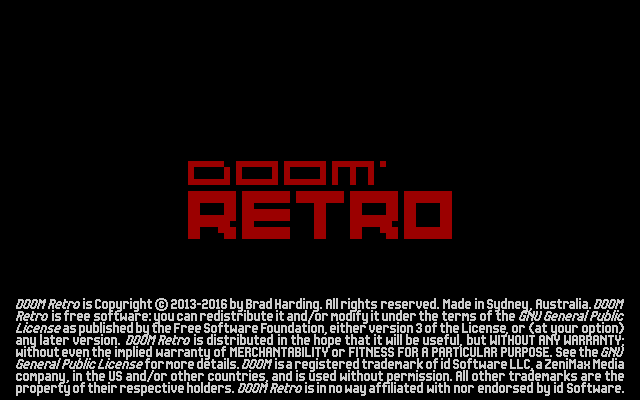 DOOM
RETRO
DOOM Retro is Copyright © 2013-2016 by Brad Harding. All rights reserved. Made in Sydney, Australia. DOOM
Retro is free software: you can redistribute it and/or modify it under the terms of the GNU General Public
License as published by the Free Software Foundation, either version 3 of the License, or (at your option)
any later version. DOOM Retro is distributed in the hope that it will be useful, but WITHOUT ANY WARRANTY;
without even the implied warranty of MERCHANTABILITY or FITNESS FOR A PARTICULAR PURPOSE. See the GNU
General Public License for more details. DOOM is a registered trademark of id Software LLC, a ZeniMax Media
company, in the US and/or other countries, and is used without permission. All other trademarks are the
property of their respective holders. DOOM Retro is in no way affiliated with nor endorsed by id Software.